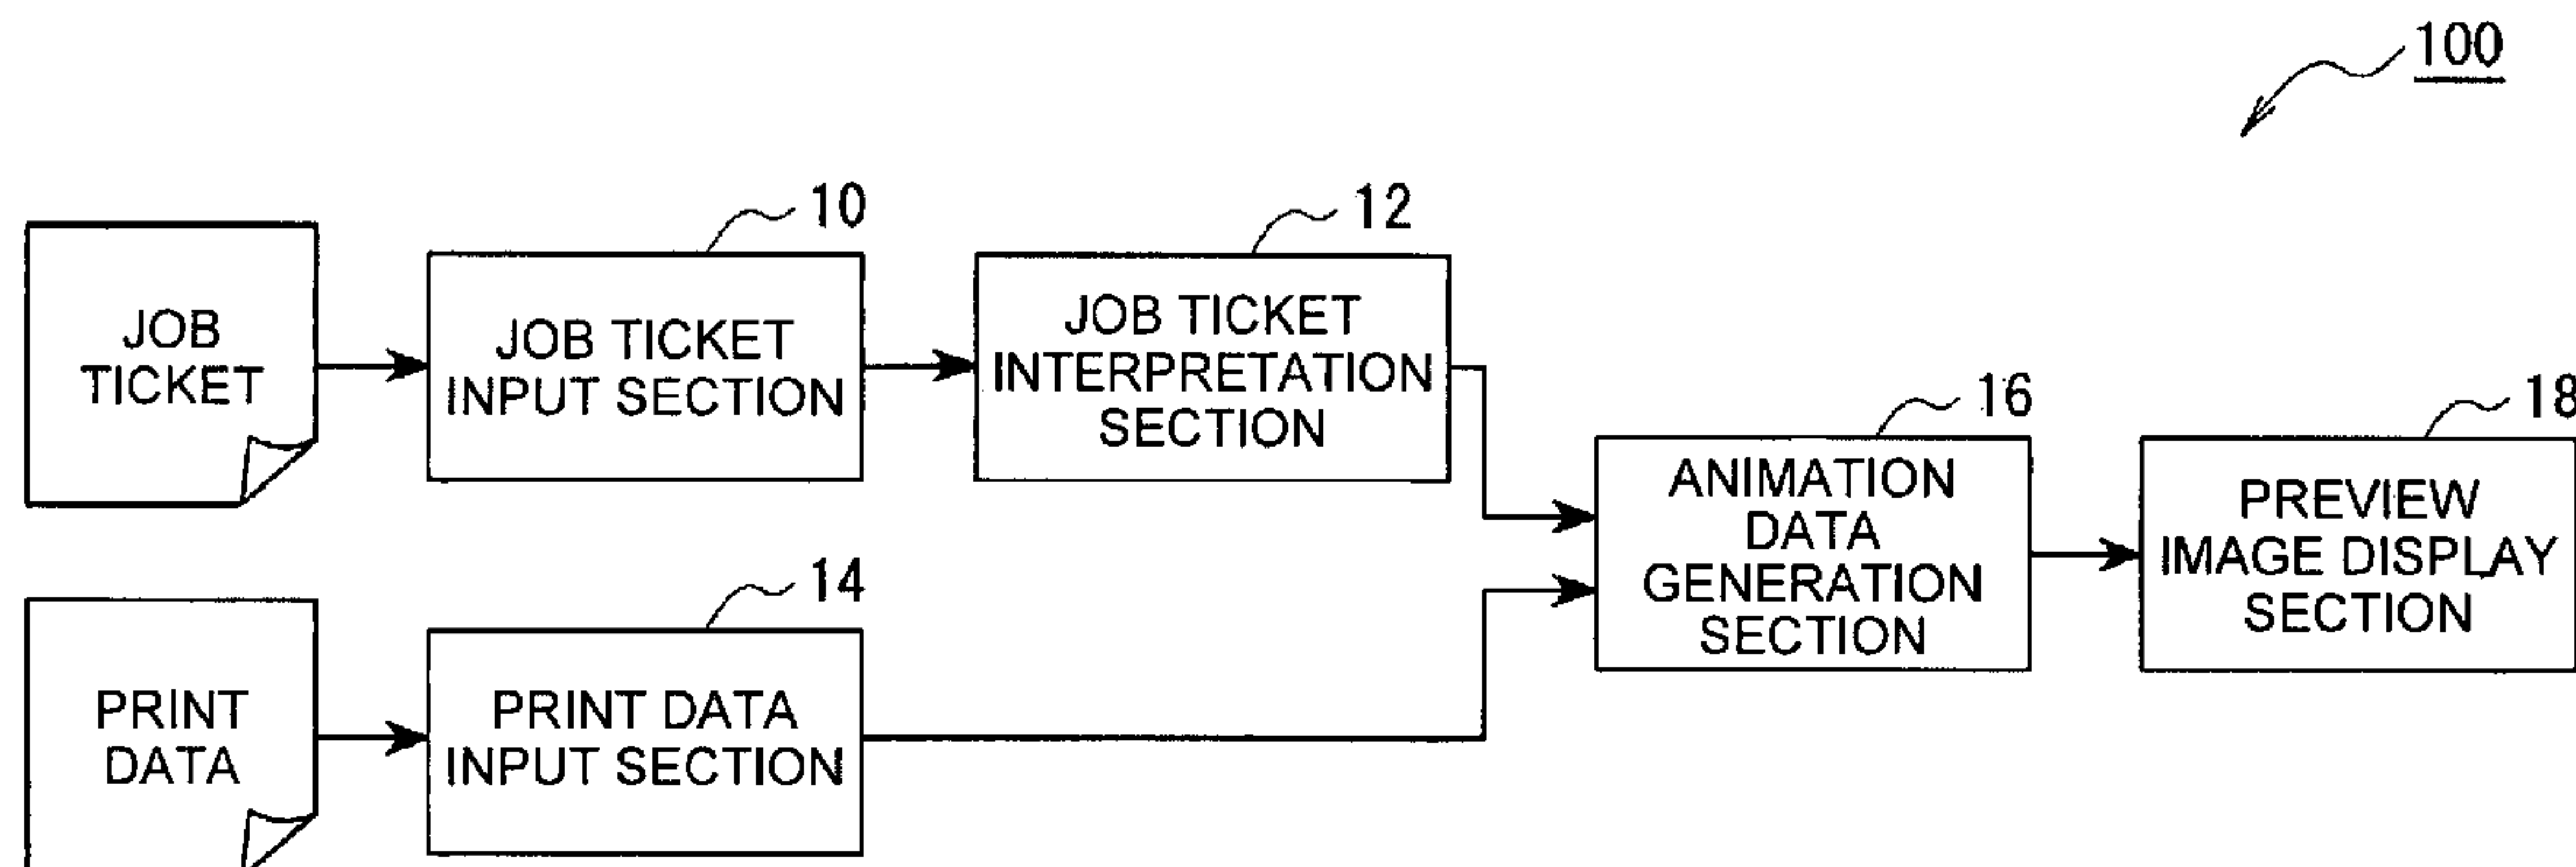 100
10
12
JOB
TICKET
JOB TICKET
INPUT SECTION
JOB TICKET
INTERPRETATION
SECTION
16
18
ANIMATION
DATA
GENERATION
SECTION
PREVIEW
IMAGE DISPLAY
SECTION
14
PRINT
DATA
PRINT DATA
INPUT SECTION